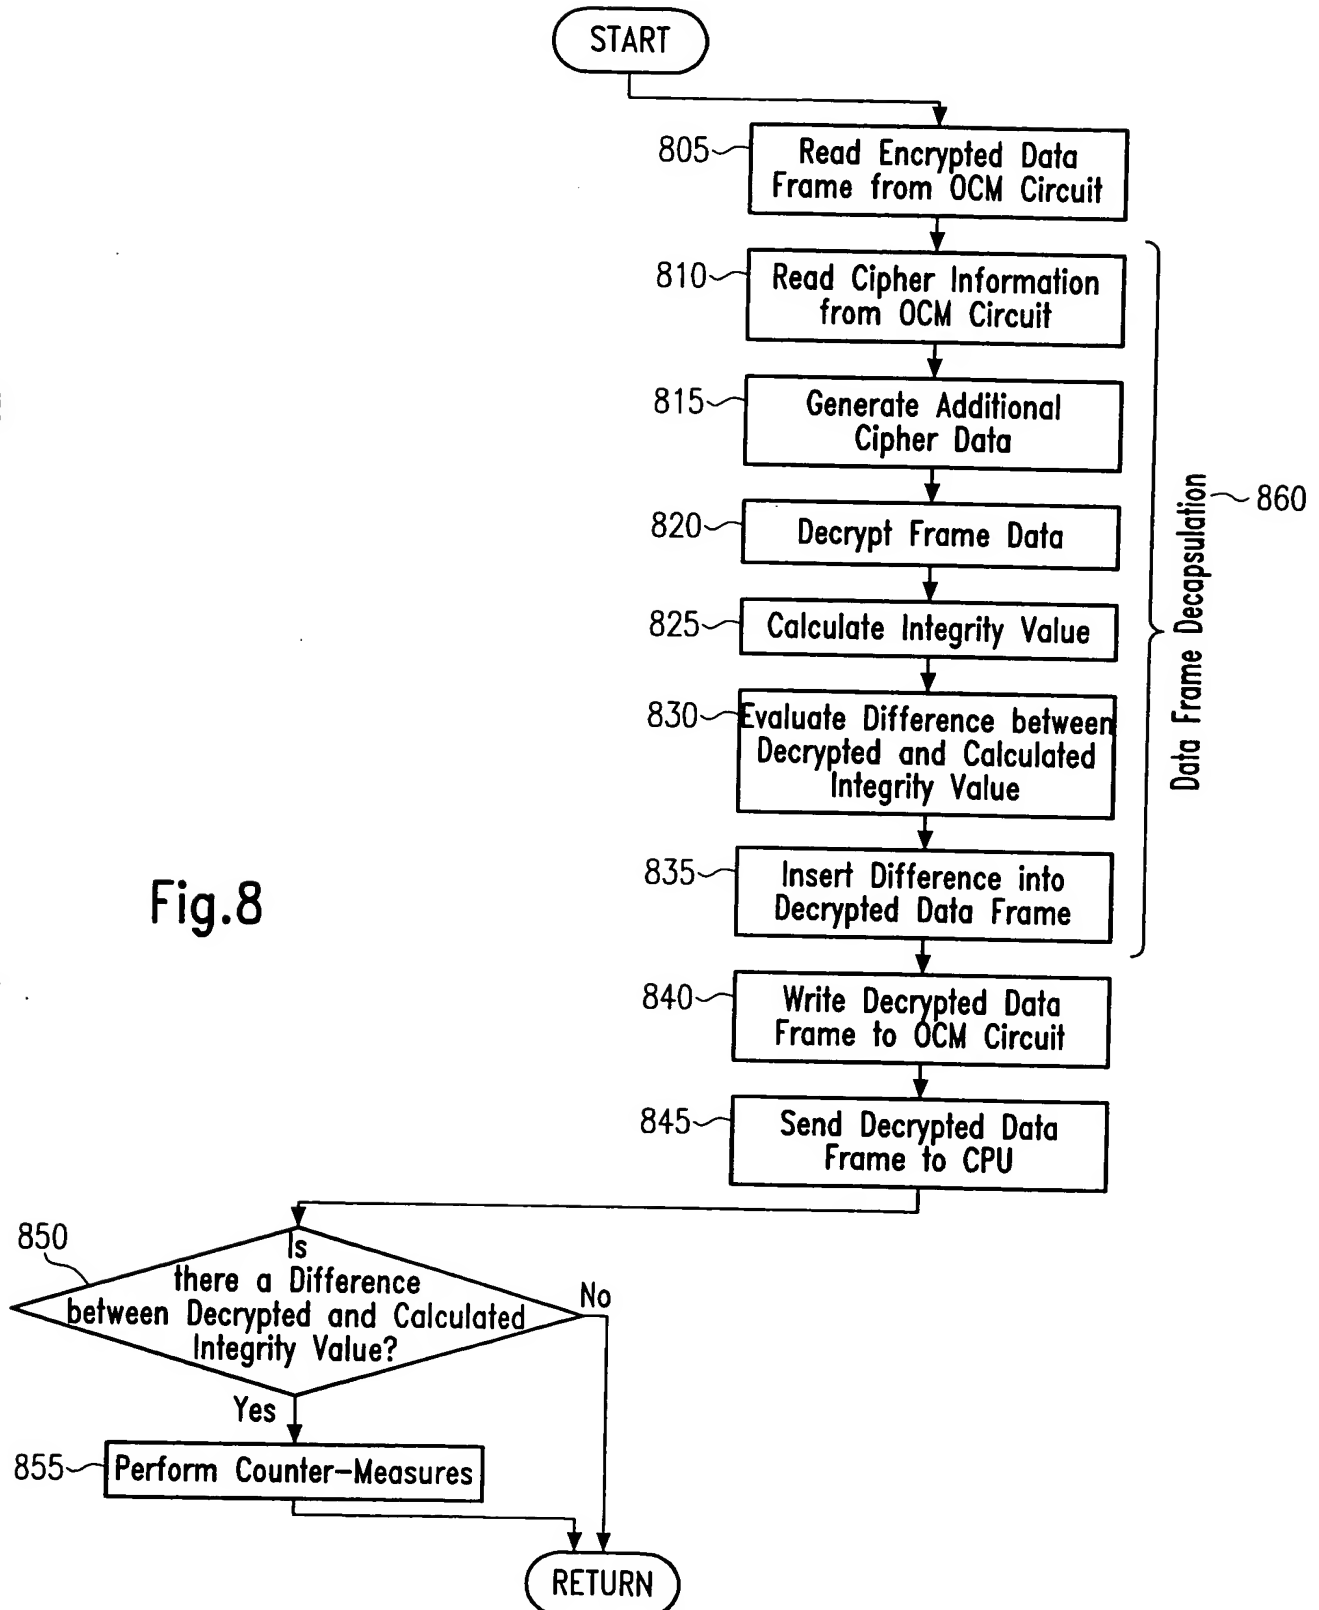 START
805
Read Encrypted Data
Frame from OCM Circuit
810
Read Cipher Information
from OCM Circuit
815
Generate Additional
Cipher Data
820
Decrypt Frame Data
825
Calculate Integrity Value
830
Evaluate Difference between
Decrypted and Calculated
Integrity Value
835
Insert Difference into
Decrypted Data Frame
Data Frame Decapsulation
860
Fig.8
840
Write Decrypted Data
Frame to OCM Circuit
845
Send Decrypted Data
Frame to CPU
850
Is
there a Difference
between Decrypted and Calculated
Integrity Value?
No
Yes
855
Perform Counter-Measures
RETURN